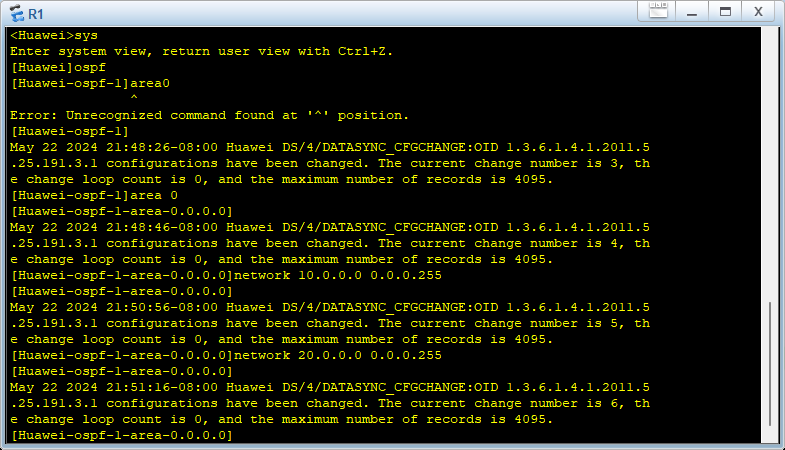 R1
<Huawei>sys
Enter system view, return user view with Ctrl+Z.
[Huawei]ospf
[Huawei-ospf-1]area0
^
Error: Unrecognized command found at '^' position.
[Huawei-ospf-1]
May 22 2024 21:48:26-08:00 Huawei DS/4/DATASYNC_CFGCHANGE:OID 1.3.6.1.4.1.2011.5
.25.191.3.1 configurations have been changed. The current change number is 3, th
e change loop count is 0, and the maximum number of records is 4095.
[Huawei-ospf-1]area 0
[Huawei-ospf-1-area-0.0.0.0]
May 22 2024 21:48:46-08:00 Huawei DS/4/DATASYNC_CFGCHANGE:OID 1.3.6.1.4.1.2011.5
.25.191.3.1 configurations have been changed. The current change number is 4, th
e change loop count is 0, and the maximum number of records is 4095.
[Huawei-ospf-1-area-0.0.0.0]network 10.0.0.0 0.0.0.255
[Huawei-ospf-1-area-0.0.0.0]
May 22 2024 21:50:56-08:00 Huawei DS/4/DATASYNC_CFGCHANGE:OID 1.3.6.1.4.1.2011.5
.25.191.3.1 configurations have been changed. The current change number is 5, th
e change loop count is 0, and the maximum number of records is 4095.
[Huawei-ospf-1-area-0.0.0.0]network 20.0.0.0 0.0.0.255
[Huawei-ospf-1-area-0.0.0.0]
May 22 2024 21:51:16-08:00 Huawei DS/4/DATASYNC_CFGCHANGE:OID 1.3.6.1.4.1.2011.5
.25.191.3.1 configurations have been changed. The current change number is 6, th
e change loop count is 0, and the maximum number of records is 4095.
[Huawei-ospf-1-area-0.0.0.0]